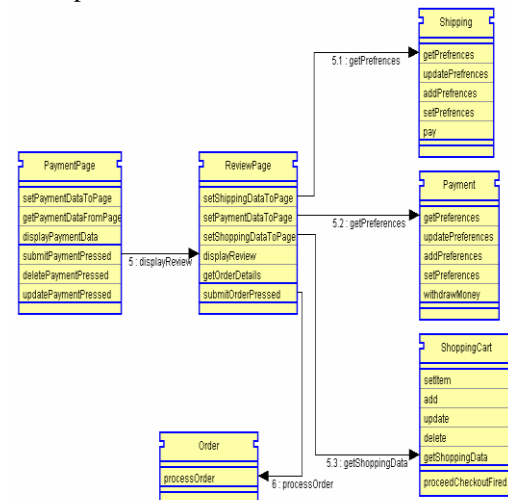 Shipping
getPrefrences
updatePrefrences
addPrefrences
setPrefrences
pay
5.1 : getPrefrences
PaymentPage
setPaymentDataToPage
getPaymentDataFromPage
displayPaymentData
submitPaymentPressed
deletePaymentPressed
updatePaymentPressed
5 : displayReview
ReviewPage
setShippingDataToPage
setPaymentDataToPage
setShoppingDataToPage
displayReview
getOrderDetails
submitOrderPressed
5.2 : getPreferences
Payment
getPreferences
updatePreferences
addPreferences
setPreferences
withdrawMoney
ShoppingCart
setItem
add
update
delete
getShoppingData
proceedCheckoutFired
5.3 : getShoppingData
Order
processOrder
6 : processOrder